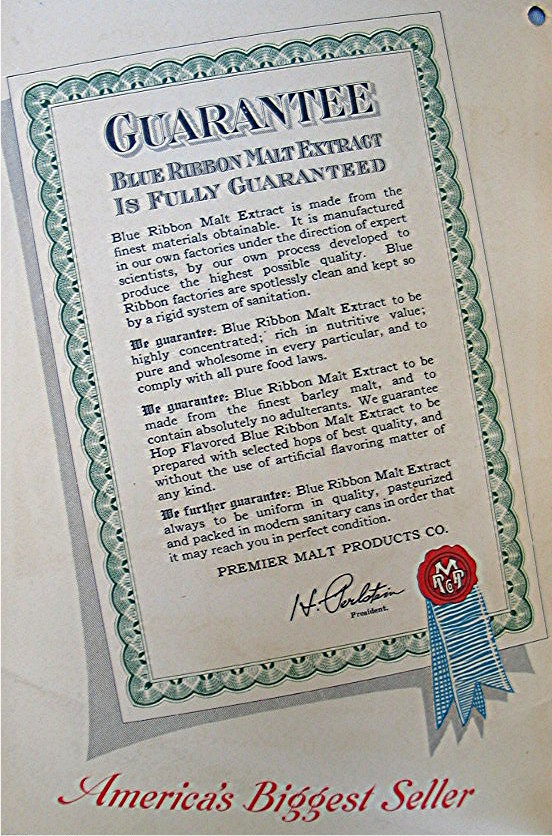 GUARANTEE
BLUE RIBBON MALT EXTRACT
IS FULLY GUARANTEED
Blue Ribbon Malt Extract is made from the
finest materials obtainable. It is manufactured
in our own factories under the direction of expert
scientists, by our own process developed to
produce the highest possible quality. Blue
Ribbon factories are spotlessly clean and kept so
by a rigid system of sanitation.
We guarantee: Blue Ribbon Malt Extract to be
highly concentrated; rich in nutritive value;
pure and wholesome in every particular, and to
comply with all pure food laws.
We guarantee: Blue Ribbon Malt Extract to be
made from the finest barley malt, and to
contain absolutely no adulterants. We guarantee
Hop Flavored Blue Ribbon Malt Extract to be
prepared with selected hops of best quality, and
without the use of artificial flavoring matter of
any kind.
We further guarantee: Blue Ribbon Malt Extract
always to be uniform in quality, pasteurized
and packed in modern sanitary cans in order that
it may reach you in perfect condition.
PREMIER MALT PRODUCTS CO.
H. Perlstein
President.
America's Biggest Seller